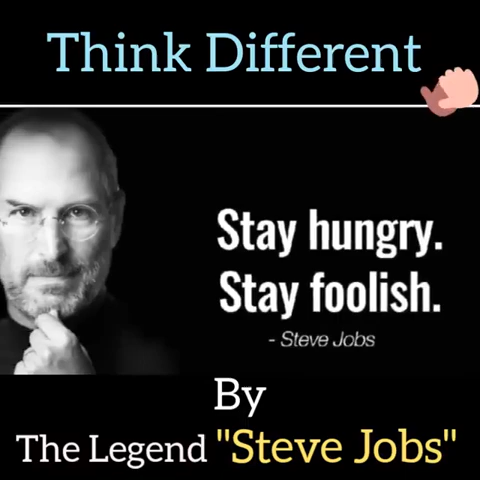 Think Different
Stay hungry.
Stay foolish.
- Steve Jobs
By
The Legend "Steve Jobs"